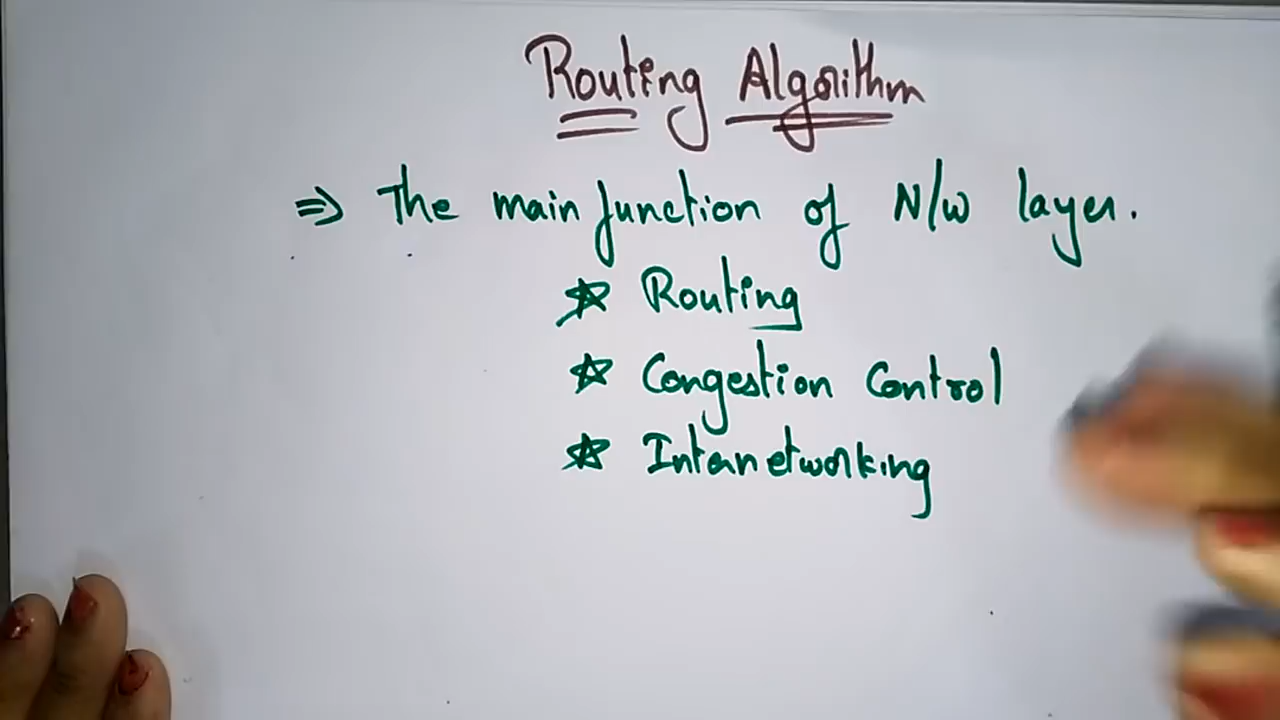 Routing Algorithm
⇒ The main function of N/w layer.
☆ Routing
☆ Congestion Control
☆ Internetworking